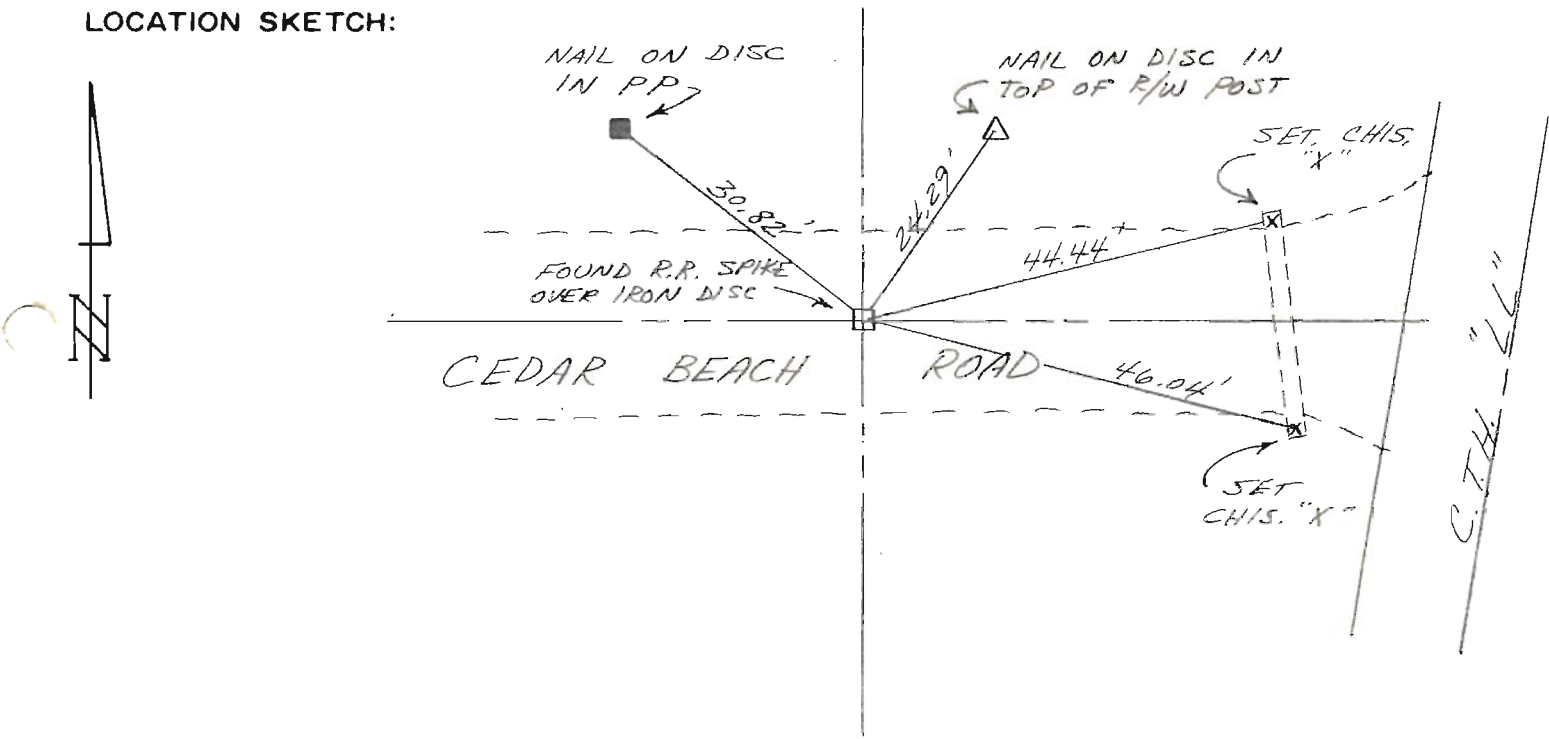 LOCATION SKETCH:
NAIL ON DISC
IN PP
NAIL ON DISC IN
TOP OF R/W POST
SET. CHIS.
"X"
30.82'
24.29'
44.44'
FOUND R.R. SPIKE
OVER IRON DISC
N
CEDAR BEACH ROAD
46.04'
X
X
SET
CHIS. "X"
C.T.H. "LL"